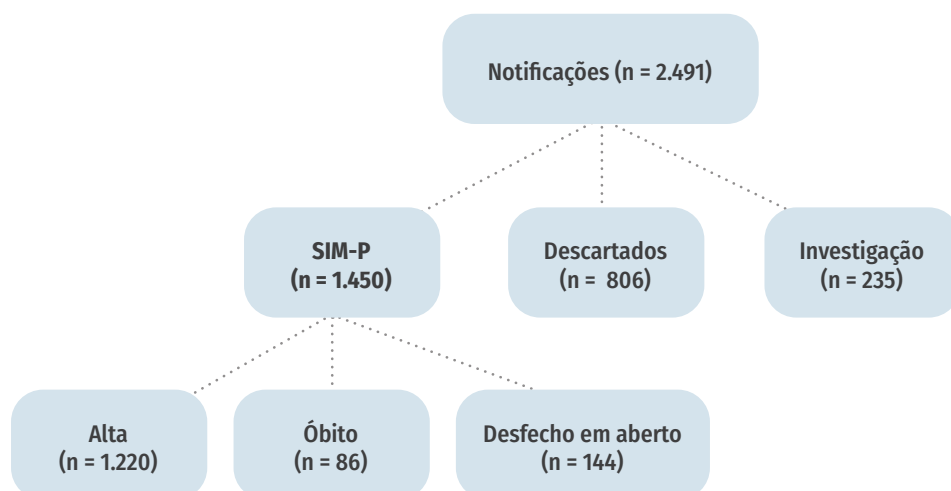 Notificações (n = 2.491)
SIM-P
(n = 1.450)
Descartados
(n = 806)
Investigação
(n = 235)
Alta
(n = 1.220)
Óbito
(n = 86)
Desfecho em aberto
(n = 144)